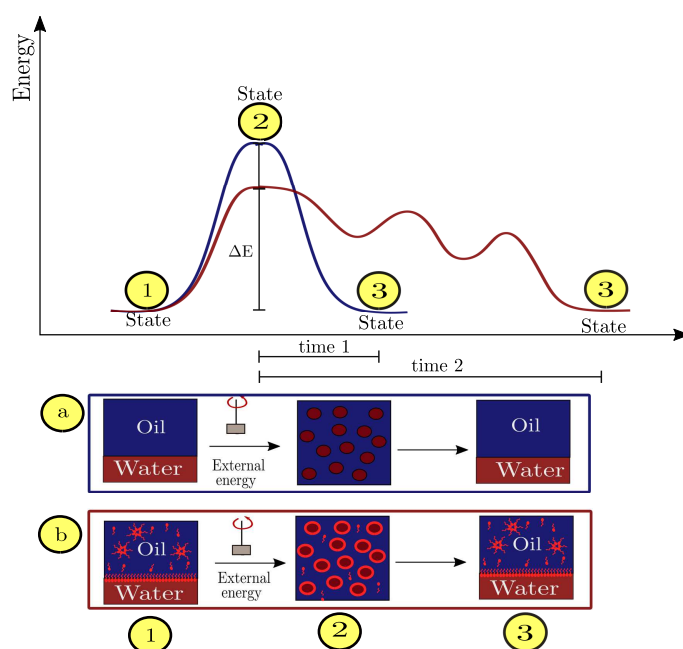 Energy
State
2
ΔE
1
State
3
State
3
State
time 1
time 2
a
Oil
Water
External
energy
Oil
Water
b
Oil
Water
External
energy
Oil
Water
1
2
3